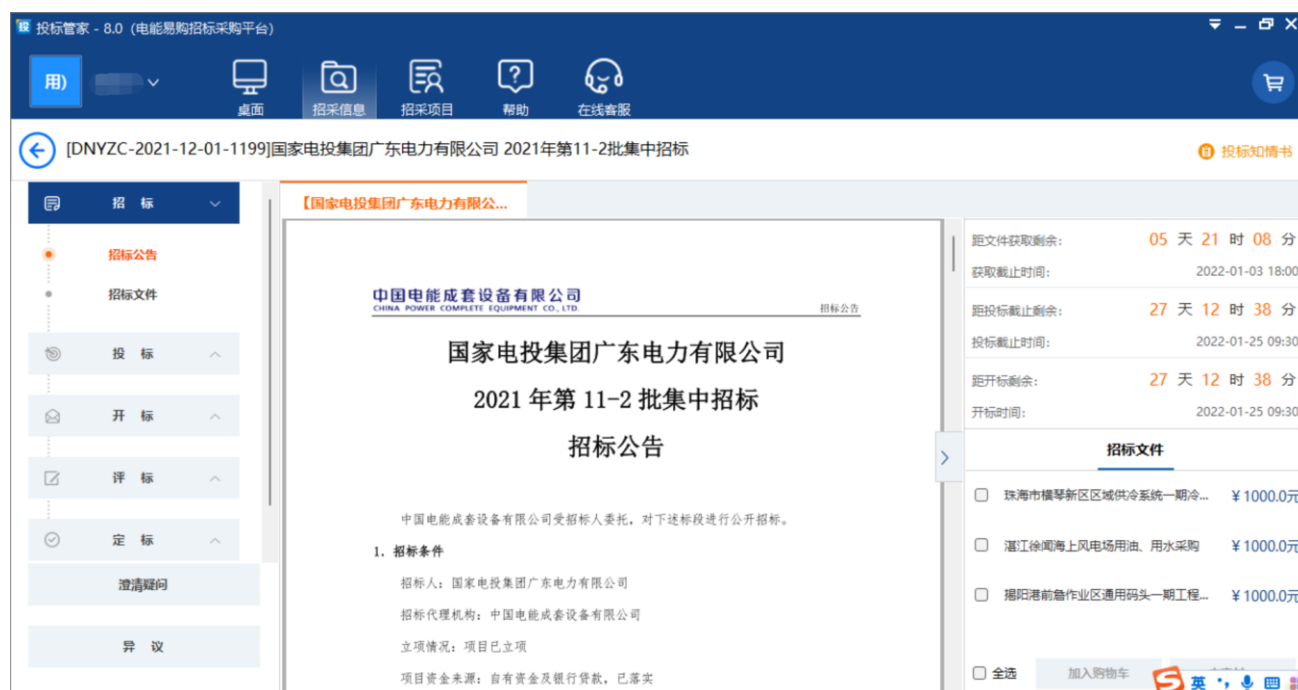 投标管家 - 8.0 (电能易购招标采购平台)
用)
桌面
招采信息
招采项目
帮助
在线客服
[DNYZC-2021-12-01-1199]国家电投集团广东电力有限公司 2021年第11-2批集中招标
投标知情书
招 标
招标公告
招标文件
投 标
开 标
评 标
定 标
澄清疑问
异 议
【国家电投集团广东电力有限公...
中国电能成套设备有限公司
CHINA POWER COMPLETE EQUIPMENT CO., LTD.
招标公告
国家电投集团广东电力有限公司
2021 年第 11-2 批集中招标
招标公告
中国电能成套设备有限公司受招标人委托,对下述标段进行公开招标。
1. 招标条件
招标人:国家电投集团广东电力有限公司
招标代理机构:中国电能成套设备有限公司
立项情况:项目已立项
项目资金来源:自有资金及银行贷款,已落实
距文件获取剩余: 05 天 21 时 08 分
获取截止时间: 2022-01-03 18:00
距投标截止剩余: 27 天 12 时 38 分
投标截止时间: 2022-01-25 09:30
距开标剩余: 27 天 12 时 38 分
开标时间: 2022-01-25 09:30
招标文件
珠海市横琴新区区域供冷系统一期冷... ¥1000.0元
湛江徐闻海上风电场用油、用水采购 ¥1000.0元
揭阳港前詹作业区通用码头一期工程... ¥1000.0元
全选
加入购物车
英